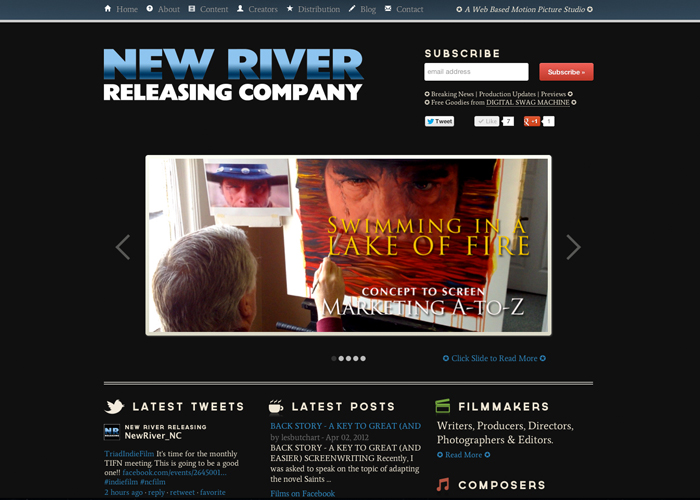 Home About Content Creators Distribution Blog Contact
A Web Based Motion Picture Studio
NEW RIVER
RELEASING COMPANY
SUBSCRIBE
email address
Subscribe »
Breaking News | Production Updates | Previews
Free Goodies from DIGITAL SWAG MACHINE
Tweet Like 7 +1 1
SWIMMING IN A
LAKE OF FIRE
CONCEPT TO SCREEN
MARKETING A-TO-Z
Click Slide to Read More
LATEST TWEETS
NEW RIVER RELEASING
NewRiver_NC
TriadIndieFilm It's time for the monthly
TIFN meeting. This is going to be a good
one!! facebook.com/events/2645001...
#indiefilm #ncfilm
2 hours ago · reply · retweet · favorite
LATEST POSTS
BACK STORY - A KEY TO GREAT (AND
by lesbutchart - Apr 02, 2012
BACK STORY - A KEY TO GREAT (AND
EASIER) SCREENWRITING Recently, I
was asked to speak on the topic of adapting
the novel Saints ...
Films on Facebook
FILMMAKERS
Writers, Producers, Directors,
Photographers & Editors.
Read More
COMPOSERS